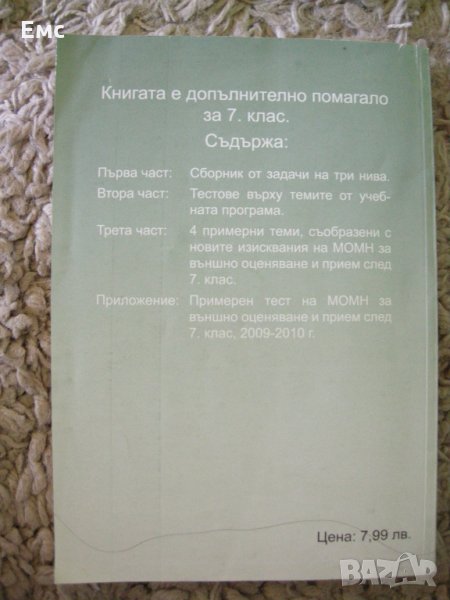 Emc
Книгата е допълнително помагало
за 7. клас.
Съдържа:
Първа част: Сборник от задачи на три нива.
Втора част: Тестове върху темите от учеб-
ната програма.
Трета част: 4 примерни теми, съобразени с
новите изисквания на МОМН за
външно оценяване и прием след
7. клас.
Приложение: Примерен тест на МОМН за
външно оценяване и прием след
7. клас, 2009-2010 г.
Цена: 7,99 лв.
BAZAR